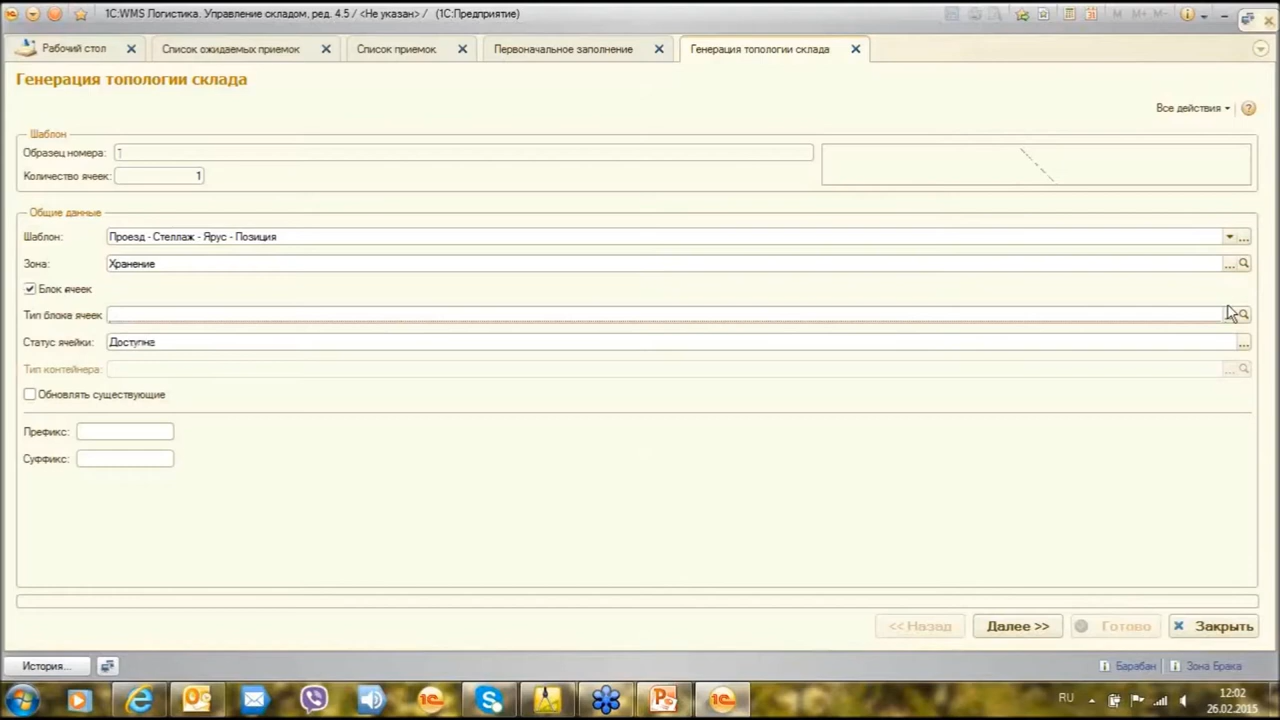 1С:WMS Логистика. Управление складом, ред. 4.5 / <Не указан> / (1С:Предприятие)
M M+ M−
Рабочий стол
Список ожидаемых приемок
Список приемок
Первоначальное заполнение
Генерация топологии склада
Генерация топологии склада
Все действия
Шаблон
Образец номера: 1
Количество ячеек: 1
Общие данные
Шаблон: Проезд - Стеллаж - Ярус - Позиция
Зона: Хранение
Блок ячеек
Тип блока ячеек
Статус ячейки: Доступна
Тип контейнера:
Обновлять существующие
Префикс:
Суффикс:
<< Назад
Далее >>
Готово
Закрыть
История...
Барабан
Зона Брака
RU
12:02
26.02.2015